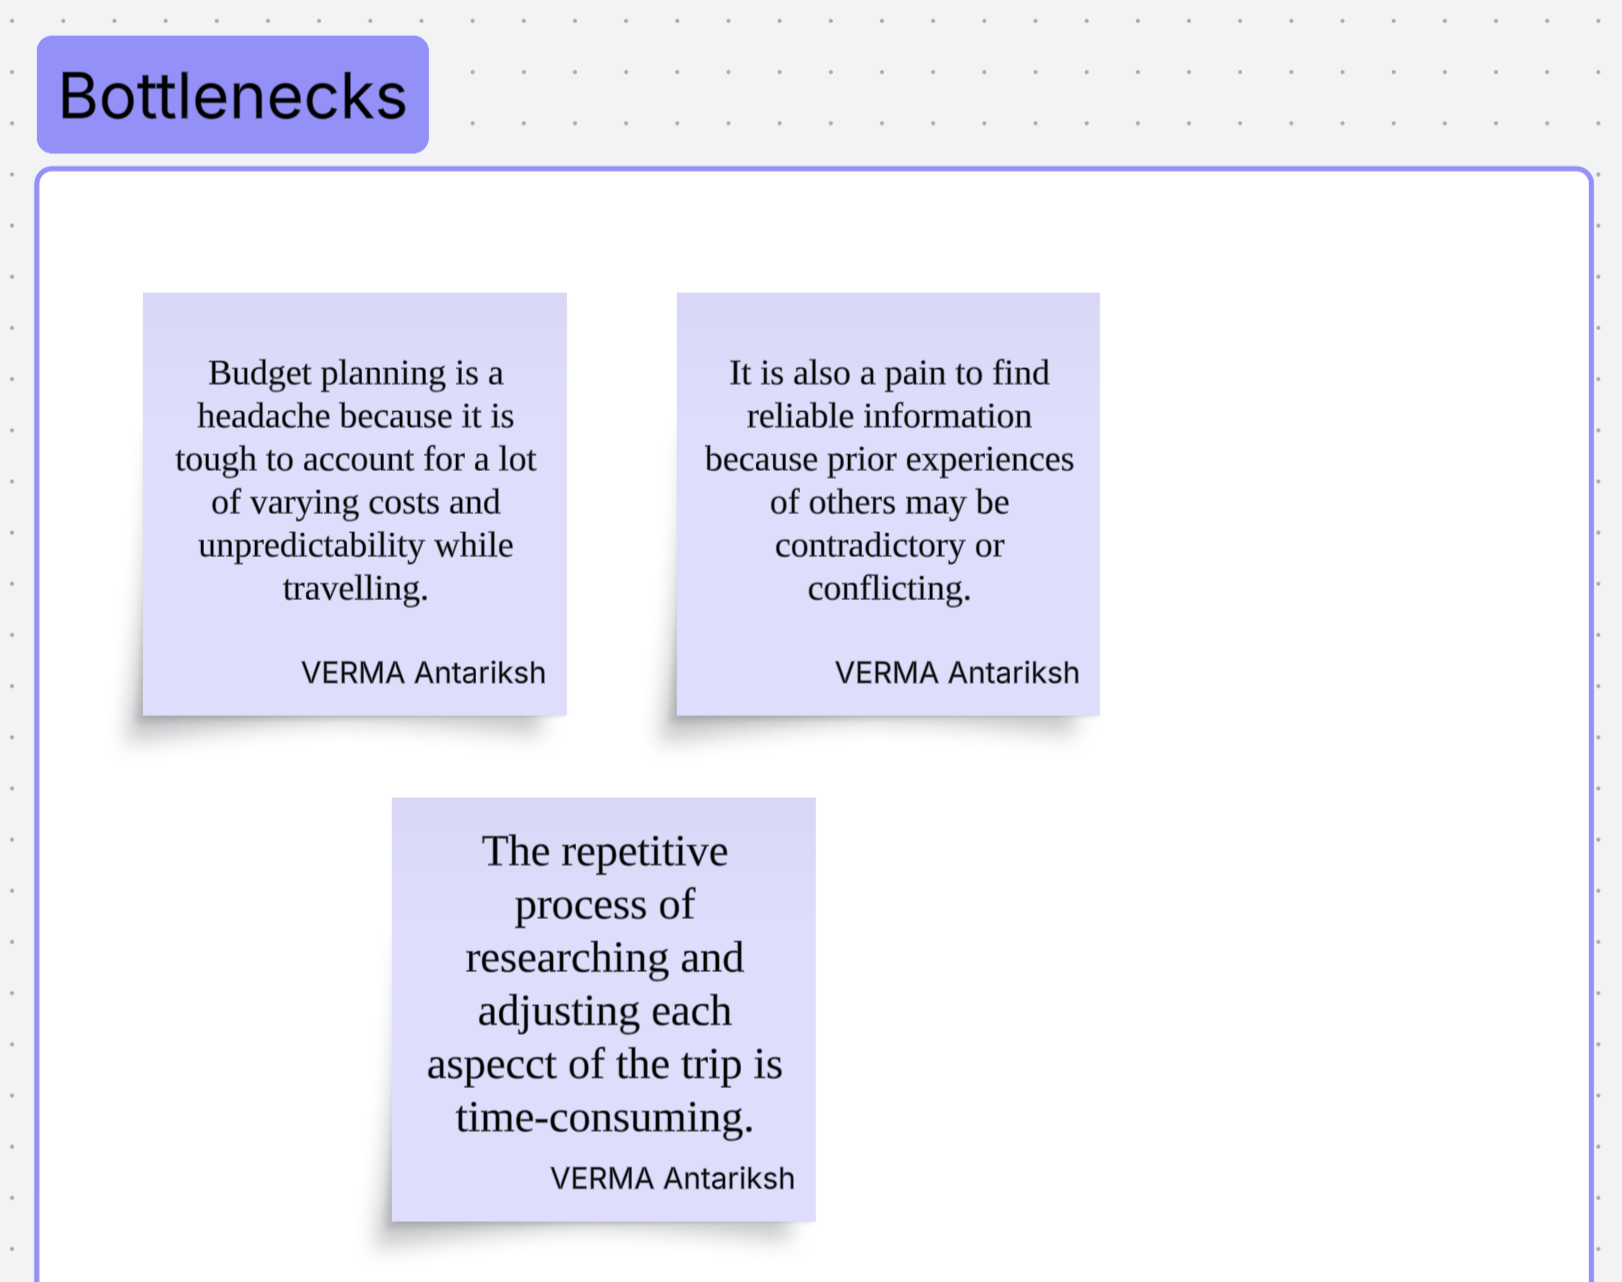 Bottlenecks
Budget planning is a
headache because it is
tough to account for a lot
of varying costs and
unpredictability while
travelling.
VERMA Antariksh
It is also a pain to find
reliable information
because prior experiences
of others may be
contradictory or
conflicting.
VERMA Antariksh
The repetitive
process of
researching and
adjusting each
aspecct of the trip is
time-consuming.
VERMA Antariksh